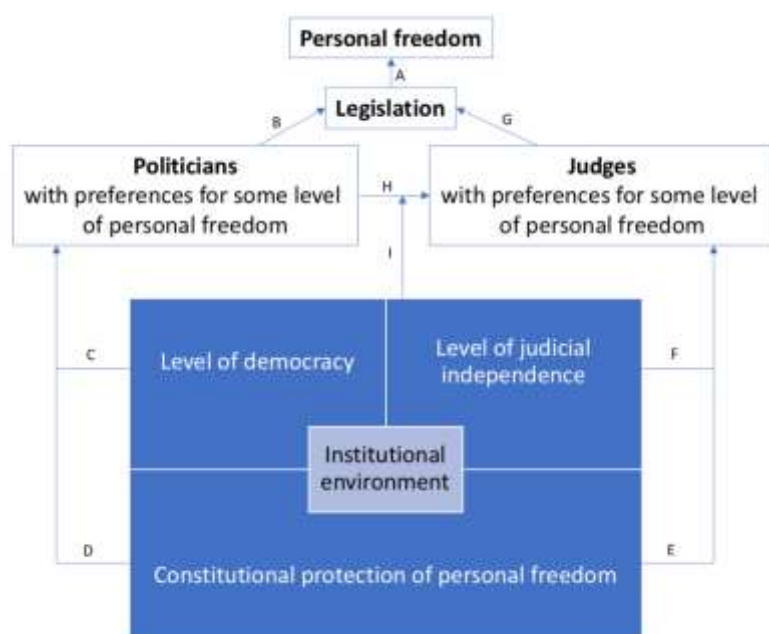 Personal freedom
A
Legislation
B
G
Politicians
with preferences for some level
of personal freedom
H
Judges
with preferences for some level
of personal freedom
I
C
Level of democracy
Level of judicial
independence
F
Institutional
environment
D
Constitutional protection of personal freedom
E